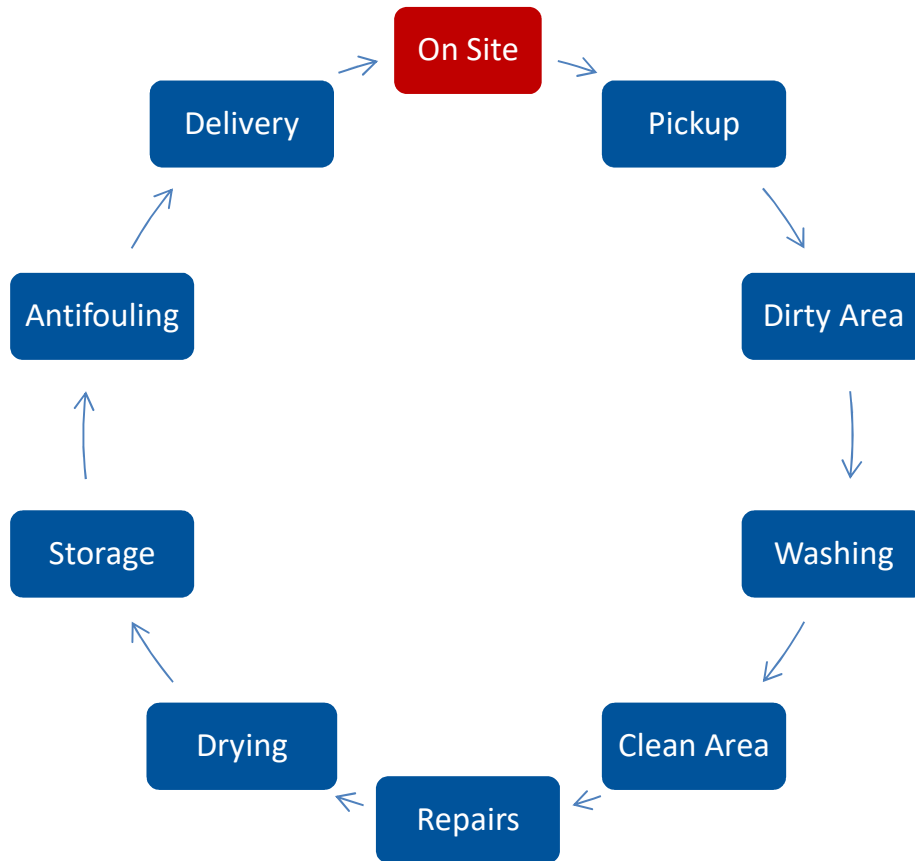 On Site
Pickup
Dirty Area
Washing
Clean Area
Repairs
Drying
Storage
Antifouling
Delivery